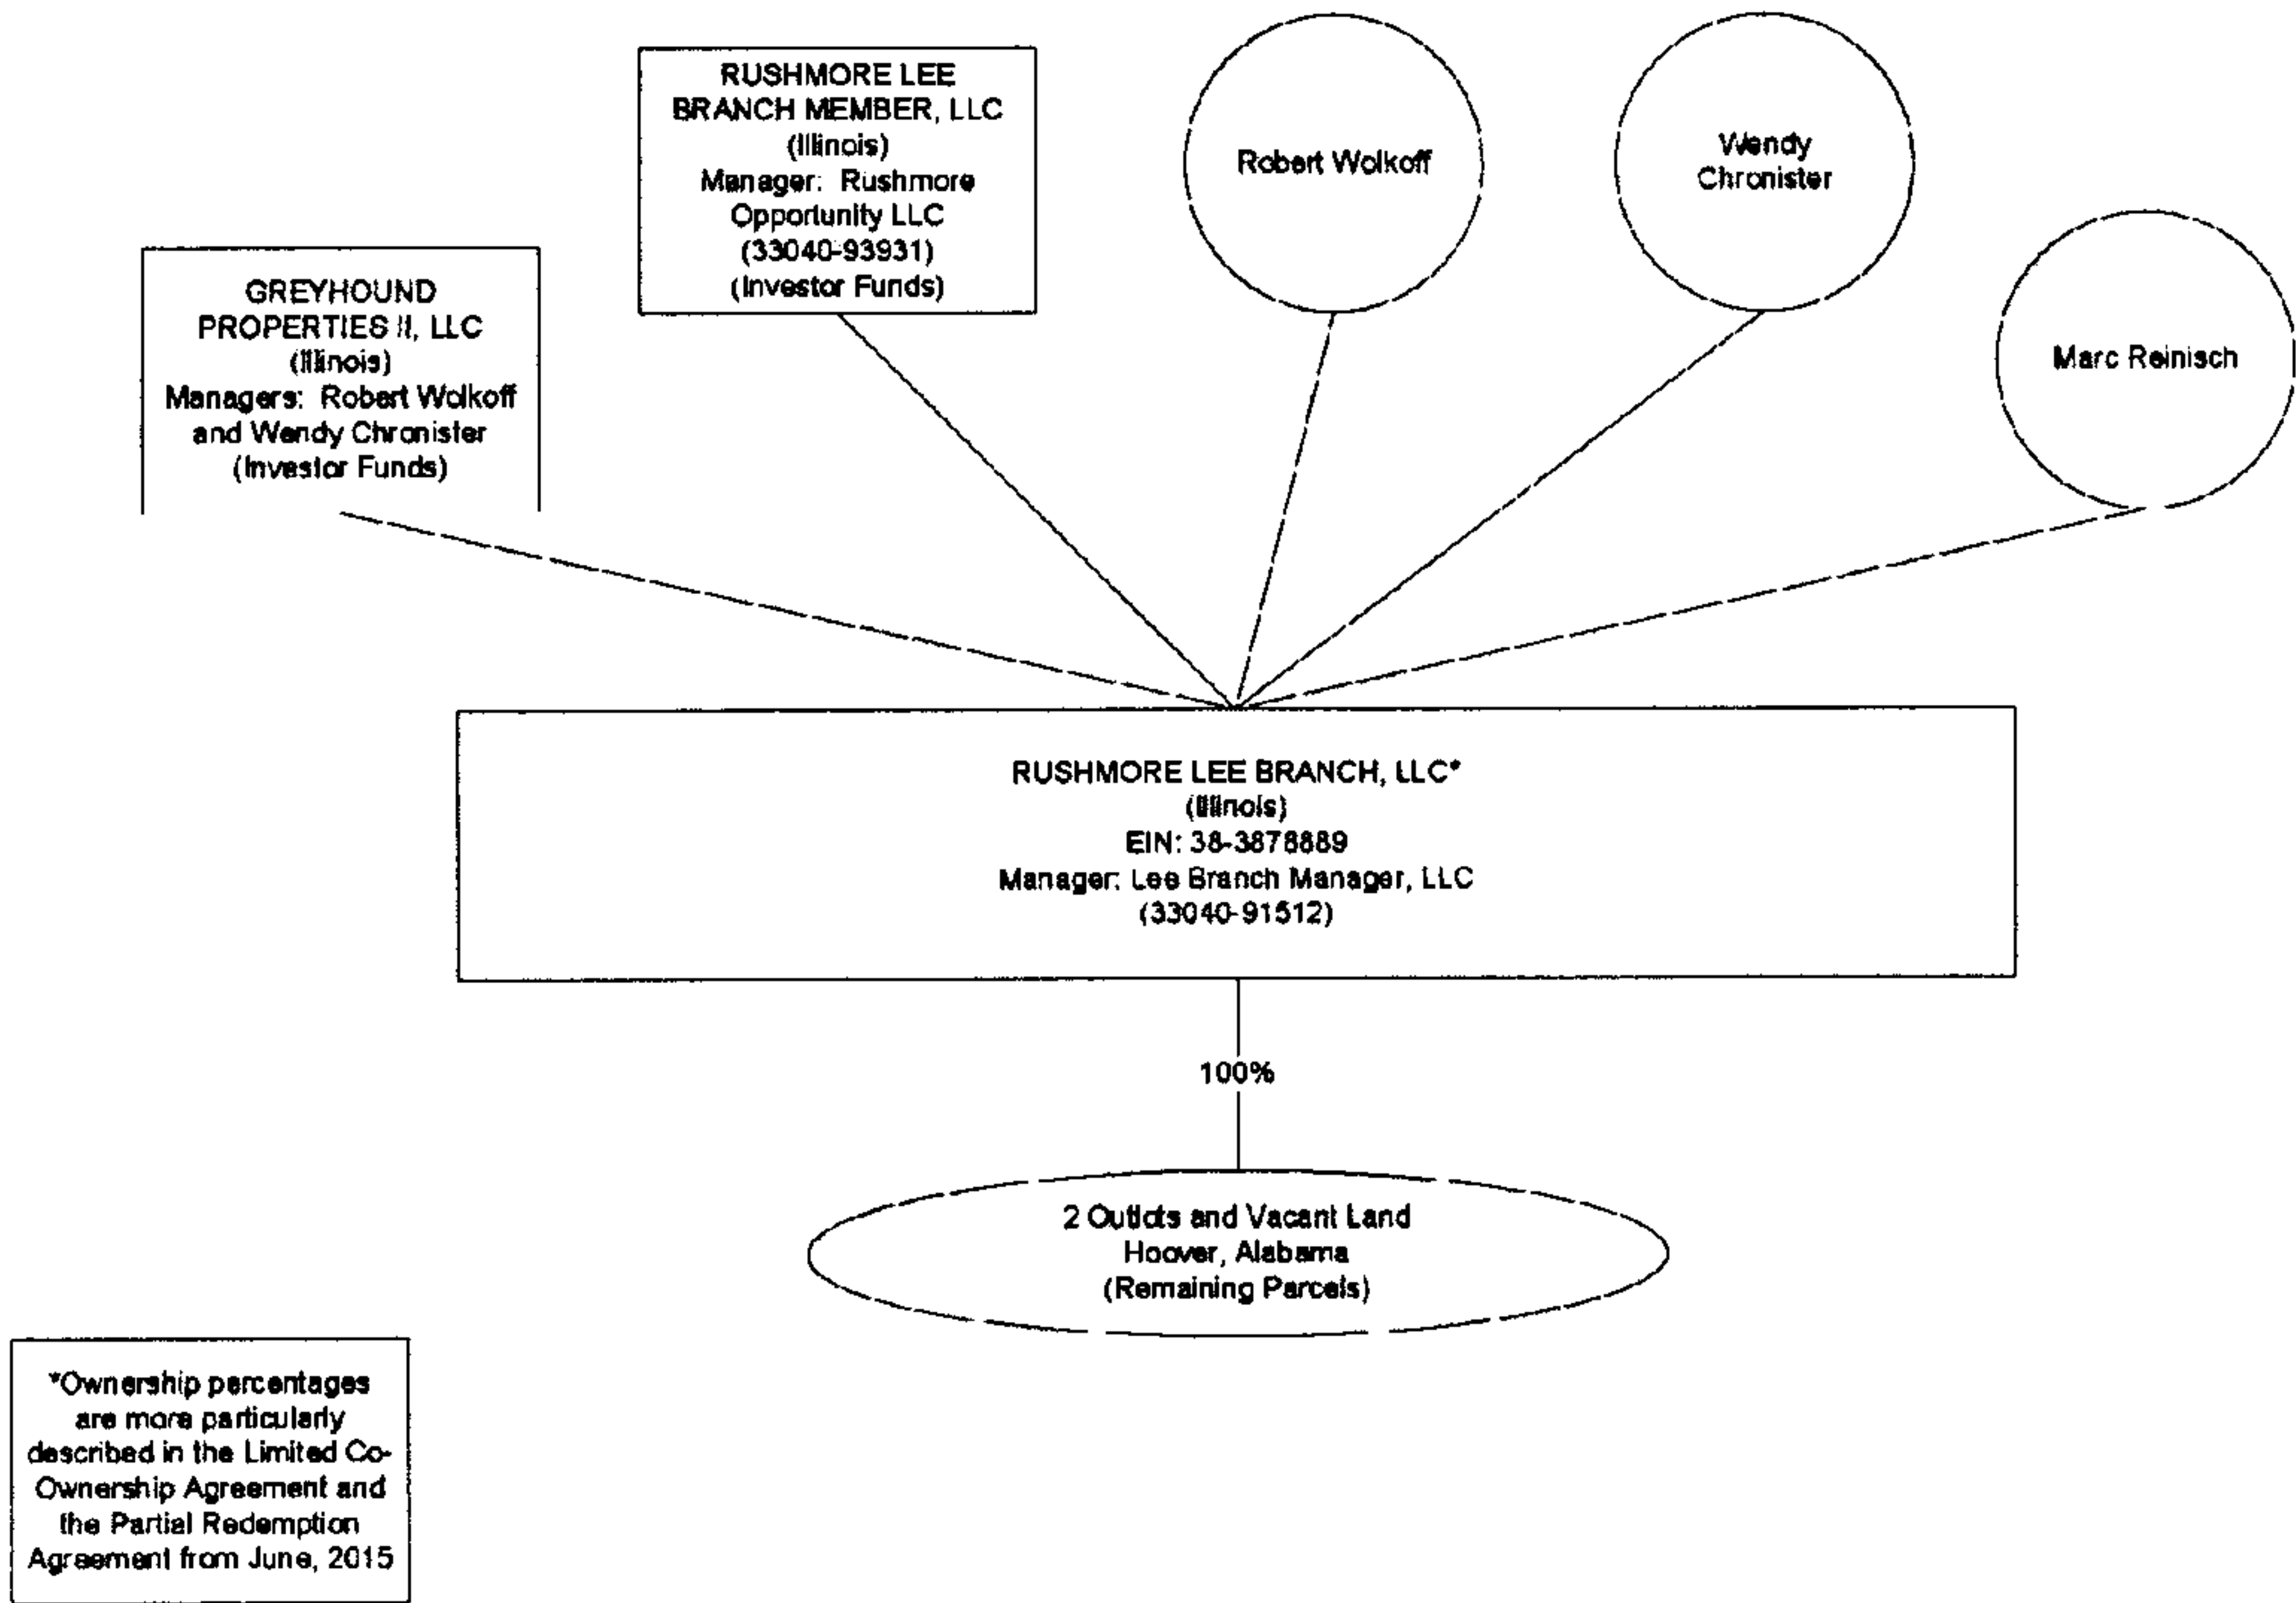 RUSHMORE LEE
BRANCH MEMBER, LLC
(Illinois)
Manager: Rushmore
Opportunity LLC
(33040-93931)
(Investor Funds)
Robert Wolkoff
Wendy
Chronister
GREYHOUND
PROPERTIES II, LLC
(Illinois)
Managers: Robert Wolkoff
and Wendy Chronister
(Investor Funds)
Marc Reinisch
RUSHMORE LEE BRANCH, LLC*
(Illinois)
EIN: 38-3878889
Manager: Lee Branch Manager, LLC
(33040-91512)
100%
2 Outlots and Vacant Land
Hoover, Alabama
(Remaining Parcels)
*Ownership percentages
are more particularly
described in the Limited Co-
Ownership Agreement and
the Partial Redemption
Agreement from June, 2015